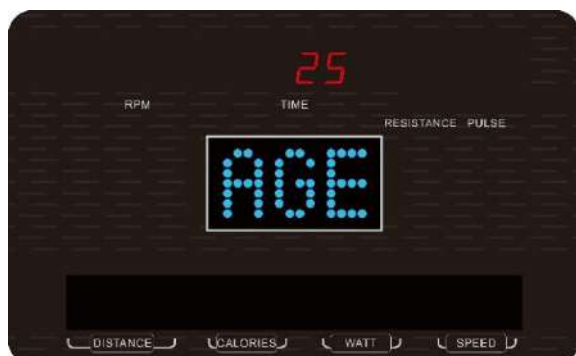 25
RPM TIME
RESISTANCE PULSE
AGE
DISTANCE CALORIES WATT SPEED